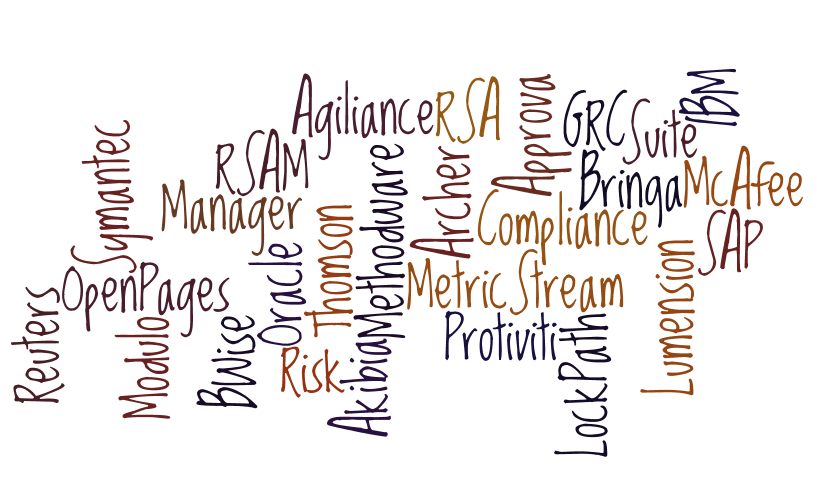 IBM
Agiliance
RSA
Approva
GRC
Suite
Symantec
RSAM
Manager
Methodware
Archer
Bringa
McAfee
Compliance
SAP
Thomson
Oracle
OpenPages
MetricStream
Lumension
Reuters
Modulo
BWise
Risk
Akibia
Protiviti
LockPath